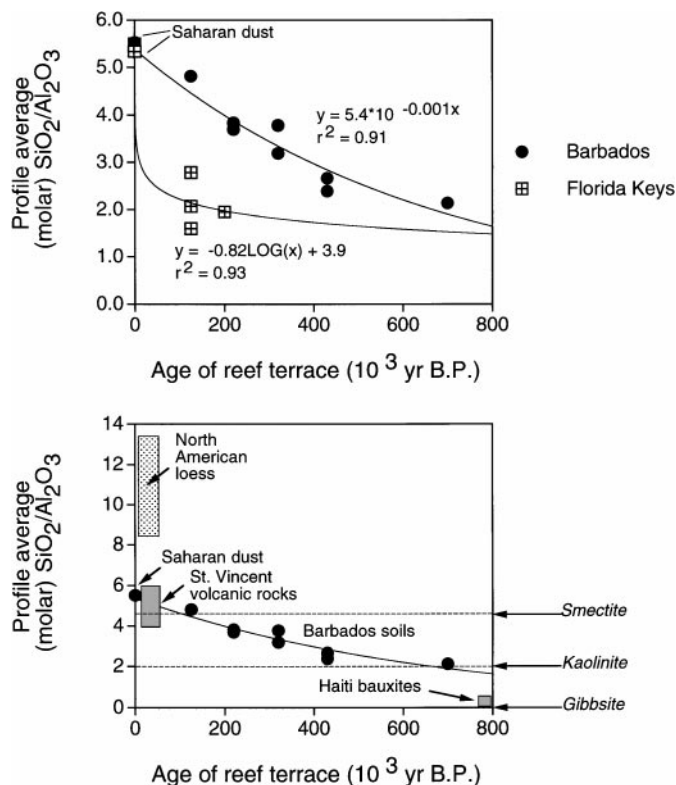 6.0
5.0
4.0
3.0
2.0
1.0
0.0
Profile average
(molar) SiO2/Al2O3
Saharan dust
y = 5.4*10 -0.001x
r2 = 0.91
y = -0.82LOG(x) + 3.9
r2 = 0.93
Barbados
Florida Keys
0 200 400 600 800
Age of reef terrace (10 3 yr B.P.)
14
12
10
8
6
4
2
0
Profile average
(molar) SiO2/Al2O3
North
American
loess
Saharan dust
St. Vincent
volcanic rocks
Barbados soils
Haiti bauxites
Smectite
Kaolinite
Gibbsite
0 200 400 600 800
Age of reef terrace (10 3 yr B.P.)